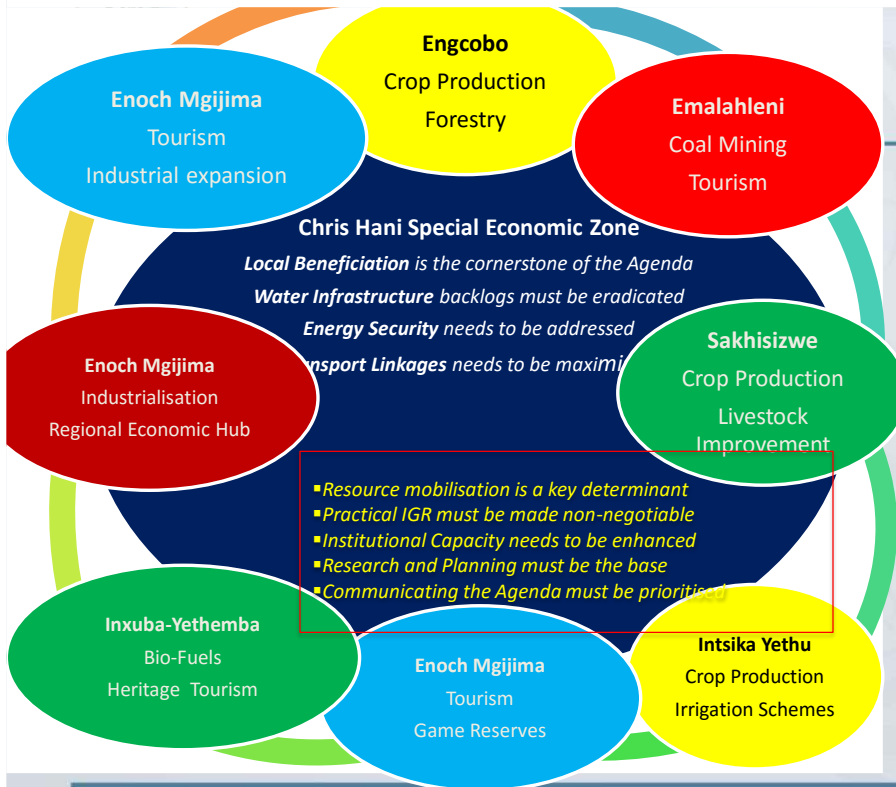 Engcobo
Crop Production
Forestry
Enoch Mgijima
Tourism
Industrial expansion
Emalahleni
Coal Mining
Tourism
Chris Hani Special Economic Zone
Local Beneficiation is the cornerstone of the Agenda
Water Infrastructure backlogs must be eradicated
Energy Security needs to be addressed
Linkages needs to be
Sakhisizwe
Crop Production
Livestock
Improvement
Enoch Mgijima
Industrialisation
Regional Economic Hub
▪Resource mobilisation is a key determinant
▪Practical IGR must be made non-negotiable
▪Institutional Capacity needs to be enhanced
▪Research and Planning must be the base
▪Communicating the Agenda must be prioritised
Inxuba-Yethemba
Bio-Fuels
Heritage Tourism
Enoch Mgijima
Tourism
Game Reserves
Intsika Yethu
Crop Production
Irrigation Schemes